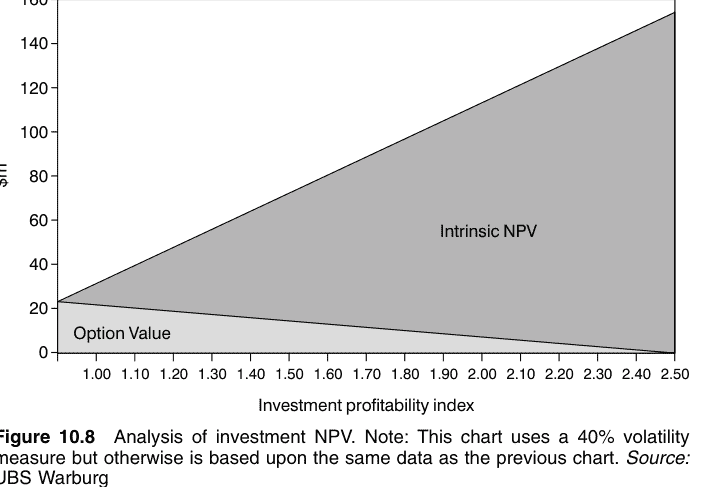 160
140
120
100
80
60
40
20
0
$m
Intrinsic NPV
Option Value
1.00 1.10 1.20 1.30 1.40 1.50 1.60 1.70 1.80 1.90 2.00 2.10 2.20 2.30 2.40 2.50
Investment profitability index
Figure 10.8 Analysis of investment NPV. Note: This chart uses a 40% volatility
measure but otherwise is based upon the same data as the previous chart. Source:
UBS Warburg